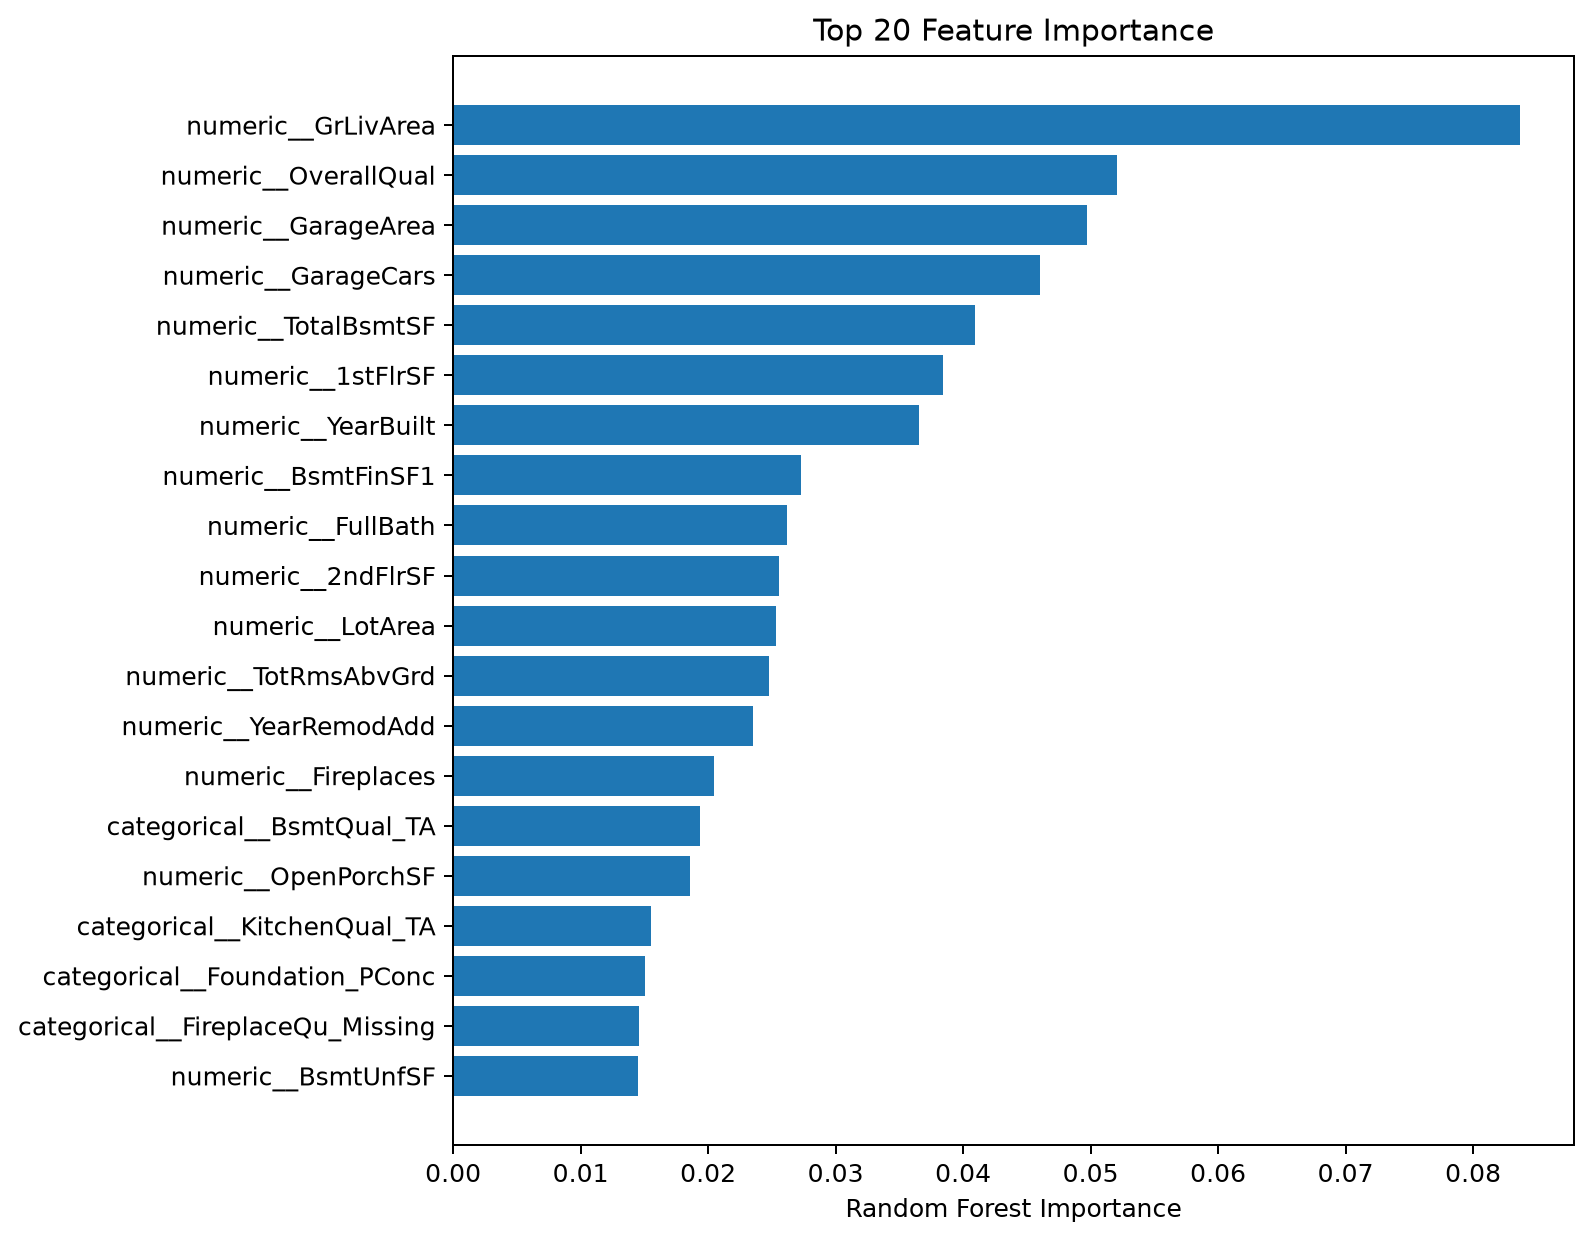 Top 20 Feature Importance
numeric__GrLivArea
numeric__OverallQual
numeric__GarageArea
numeric__GarageCars
numeric__TotalBsmtSF
numeric__1stFlrSF
numeric__YearBuilt
numeric__BsmtFinSF1
numeric__FullBath
numeric__2ndFlrSF
numeric__LotArea
numeric__TotRmsAbvGrd
numeric__YearRemodAdd
numeric__Fireplaces
categorical__BsmtQual_TA
numeric__OpenPorchSF
categorical__KitchenQual_TA
categorical__Foundation_PConc
categorical__FireplaceQu_Missing
numeric__BsmtUnfSF
0.00 0.01 0.02 0.03 0.04 0.05 0.06 0.07 0.08
Random Forest Importance